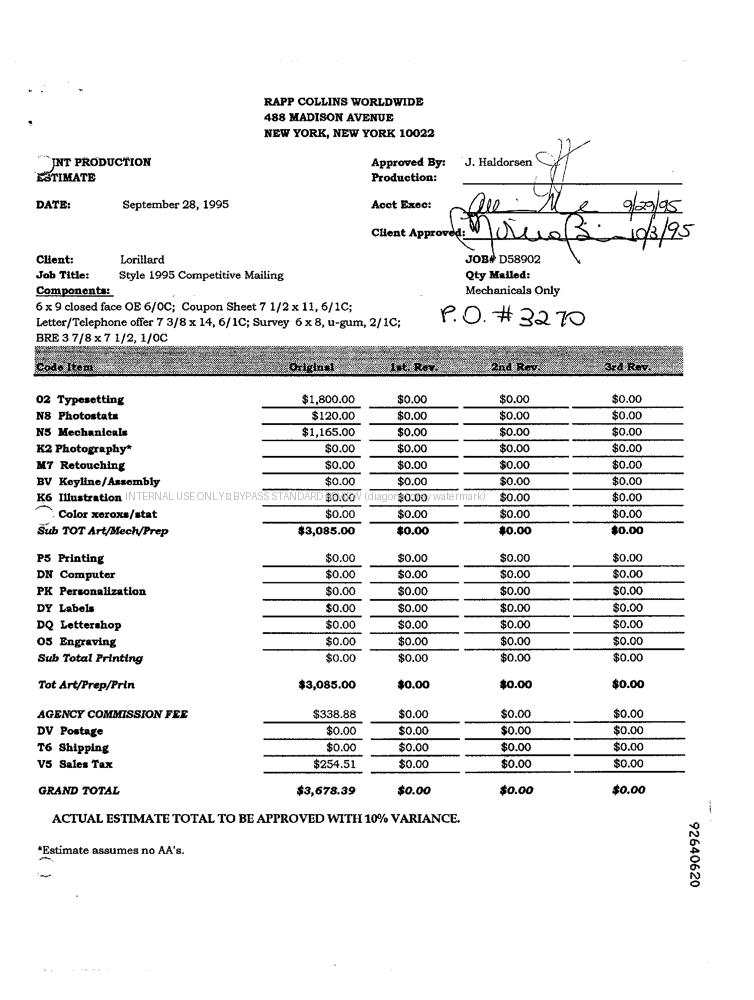 RAPP COLLINS WORLDWIDE
488 MADISON AVENUE
NEW YORK, NEW YORK 10022
INT PRODUCTION
ESTIMATE
Approved By: J. Haldorsen
Production:
DATE: September 28, 1995
Acct Exec: 9/29/95
Client Approved: 10/3/95
Client: Lorillard
JOB# D58902
Job Title: Style 1995 Competitive Mailing
Qty Mailed:
Components:
Mechanicals Only
6 x 9 closed face OE 6/0C; Coupon Sheet 7 1/2 x 11, 6/1C;
Letter/Telephone offer 7 3/8 x 14, 6/1C; Survey 6 x 8, u-gum, 2/1C;
BRE 3 7/8 x 7 1/2, 1/0C
P.O. # 3270
Code Item Original 1st. Rev. 2nd Rev. 3rd Rev.
02 Typesetting $1,800.00 $0.00 $0.00 $0.00
N8 Photostats $120.00 $0.00 $0.00 $0.00
N5 Mechanicals $1,165.00 $0.00 $0.00 $0.00
K2 Photography* $0.00 $0.00 $0.00 $0.00
M7 Retouching $0.00 $0.00 $0.00 $0.00
BV Keyline/Assembly $0.00 $0.00 $0.00 $0.00
K6 Illustration $0.00 $0.00 $0.00 $0.00
INTERNAL USE ONLY BYPASS STANDARD (diagonal watermark)
Color xeroxs/stat $0.00 $0.00 $0.00 $0.00
Sub TOT Art/Mech/Prep $3,085.00 $0.00 $0.00 $0.00
P5 Printing $0.00 $0.00 $0.00 $0.00
DN Computer $0.00 $0.00 $0.00 $0.00
PK Personalization $0.00 $0.00 $0.00 $0.00
DY Labels $0.00 $0.00 $0.00 $0.00
DQ Lettershop $0.00 $0.00 $0.00 $0.00
O5 Engraving $0.00 $0.00 $0.00 $0.00
Sub Total Printing $0.00 $0.00 $0.00 $0.00
Tot Art/Prep/Prin $3,085.00 $0.00 $0.00 $0.00
AGENCY COMMISSION FEE $338.88 $0.00 $0.00 $0.00
DV Postage $0.00 $0.00 $0.00 $0.00
T6 Shipping $0.00 $0.00 $0.00 $0.00
V5 Sales Tax $254.51 $0.00 $0.00 $0.00
GRAND TOTAL $3,678.39 $0.00 $0.00 $0.00
ACTUAL ESTIMATE TOTAL TO BE APPROVED WITH 10% VARIANCE.
*Estimate assumes no AA's.
92640620